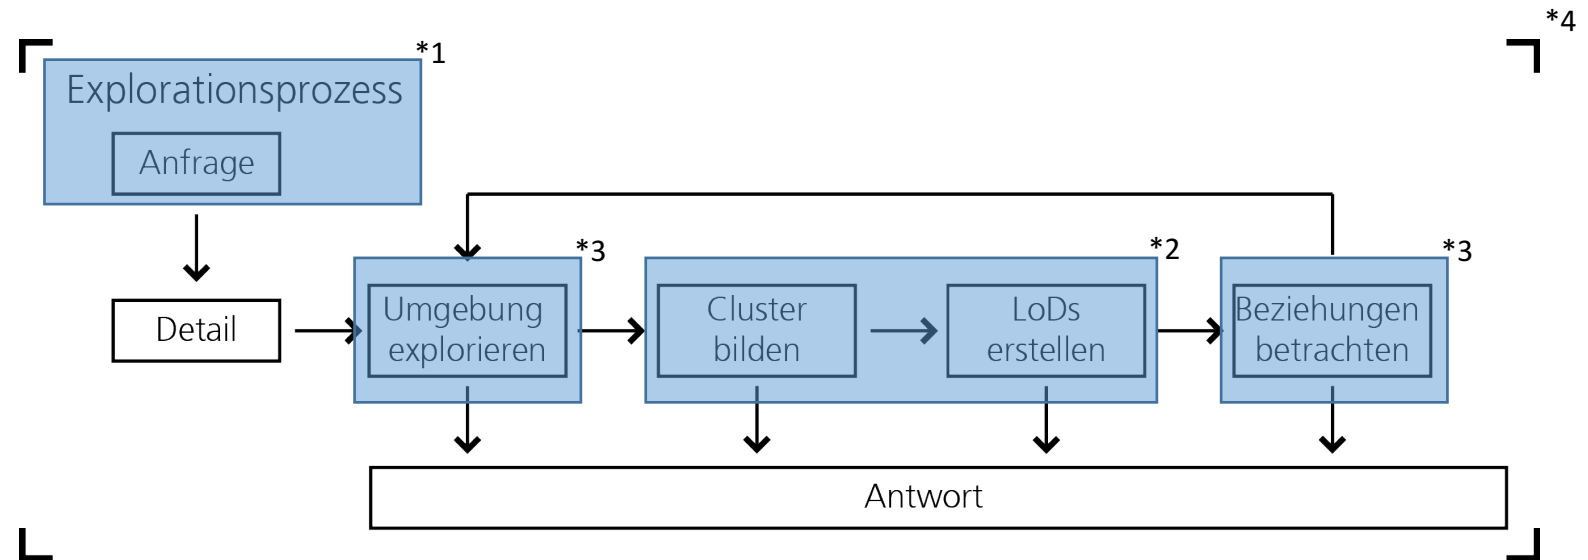 *4
*1
Explorationsprozess
Anfrage
*3
*2
*3
Detail
Umgebung
explorieren
Cluster
bilden
LoDs
erstellen
Beziehungen
betrachten
Antwort